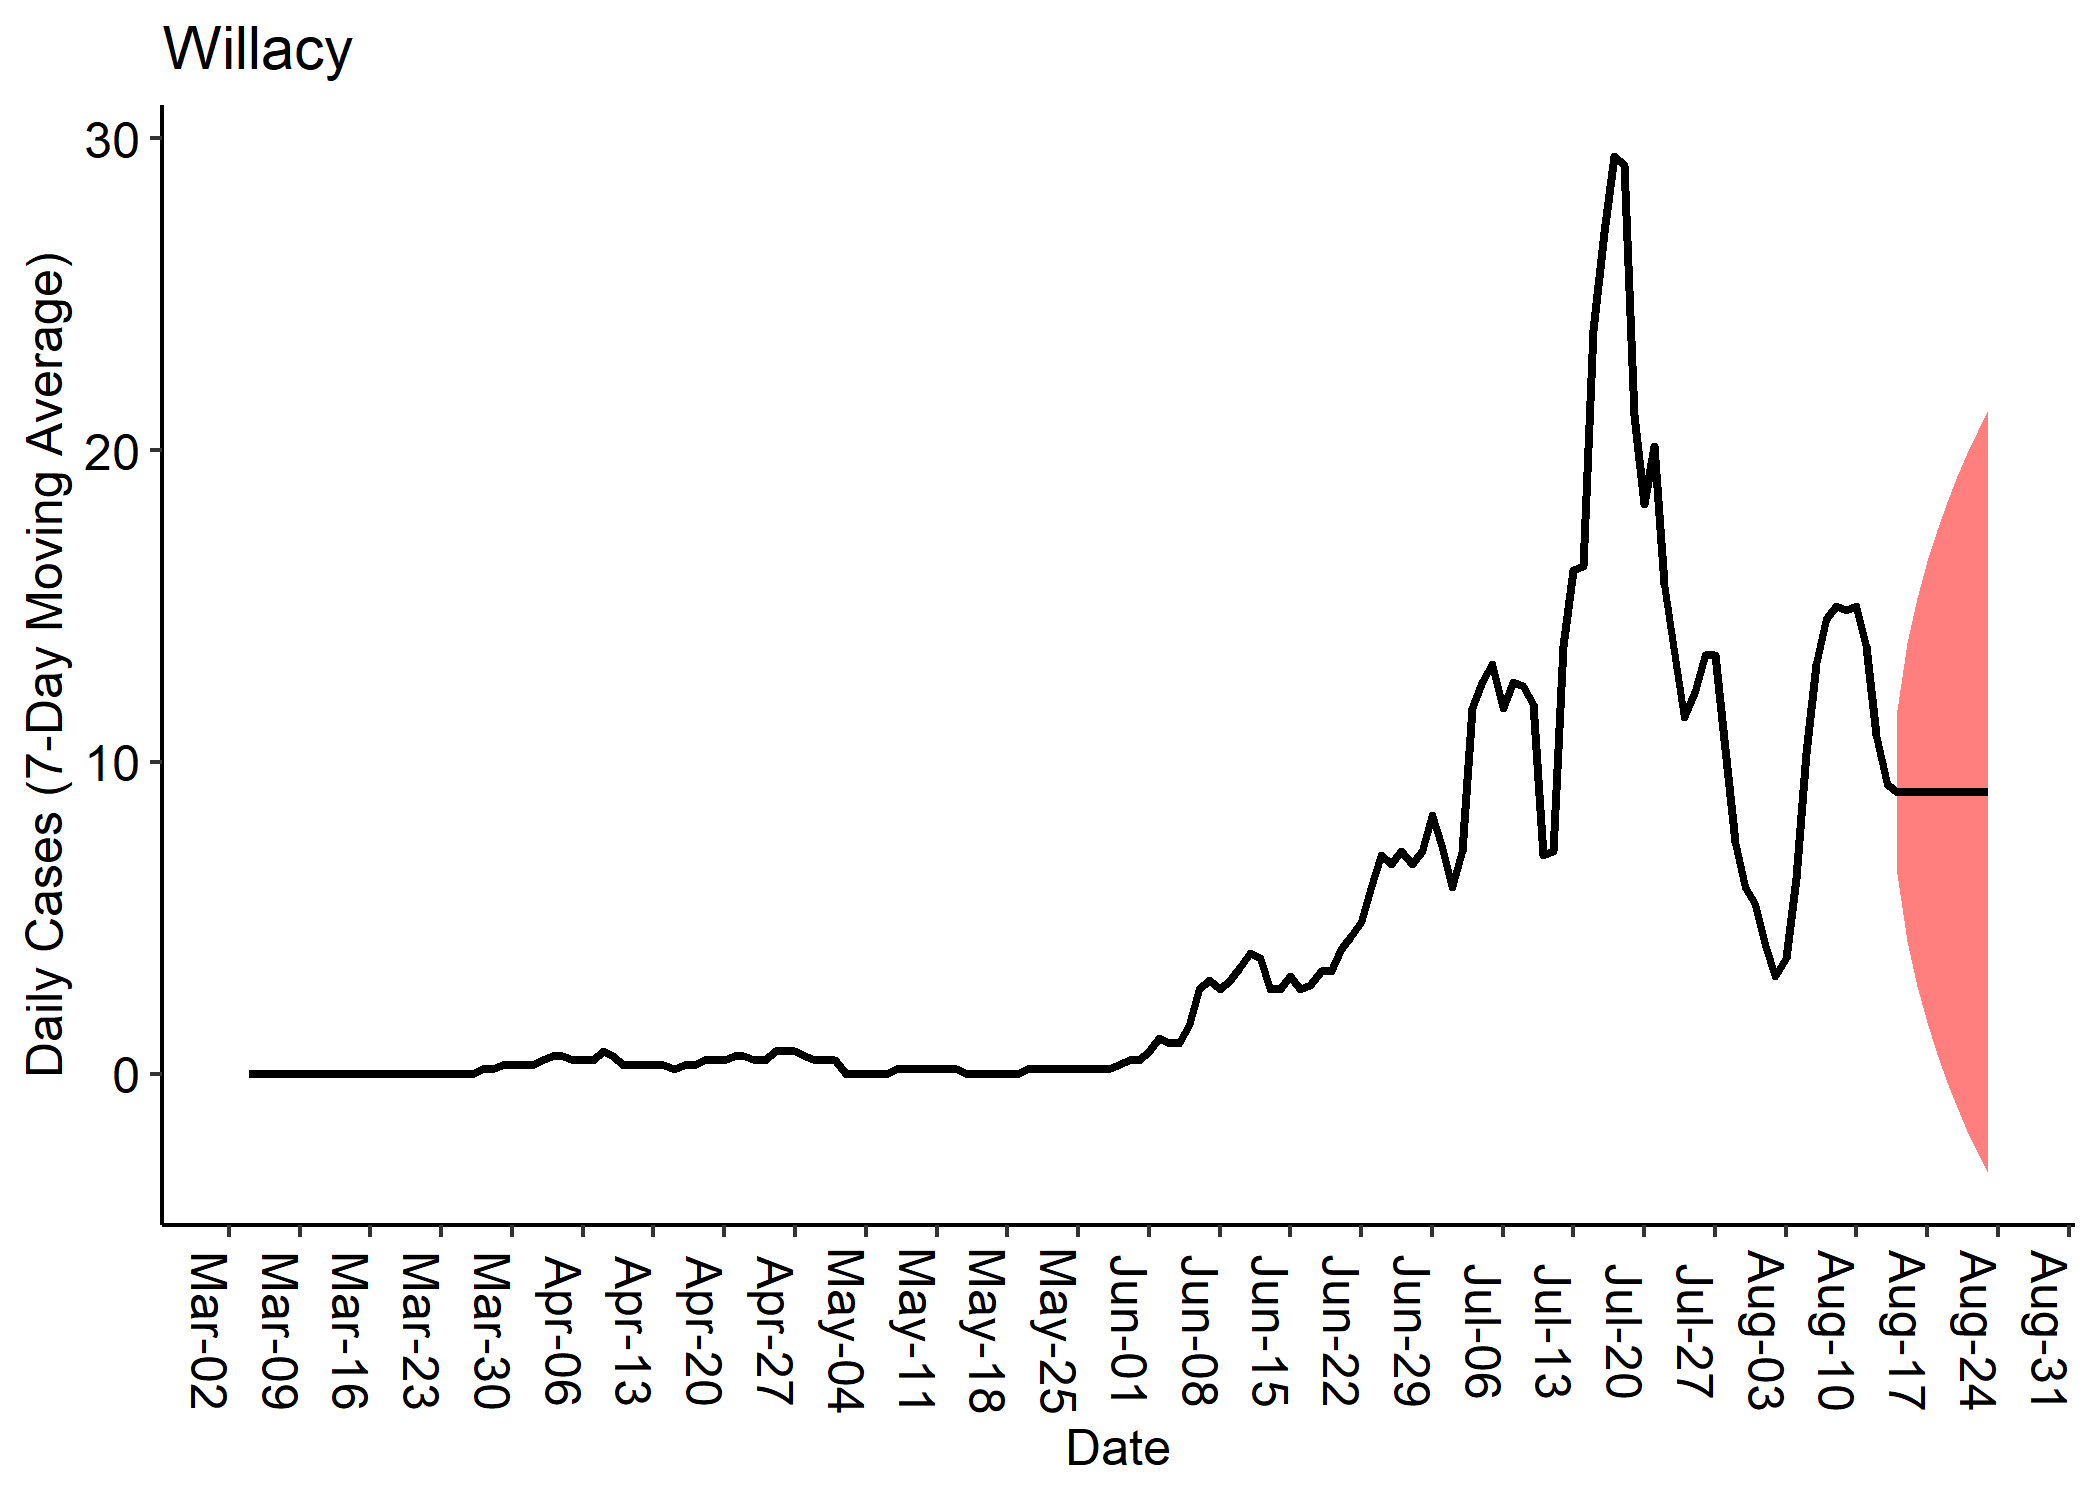 Willacy
Daily Cases (7-Day Moving Average)
30
20
10
0
Mar-02
Mar-09
Mar-16
Mar-23
Mar-30
Apr-06
Apr-13
Apr-20
Apr-27
May-04
May-11
May-18
May-25
Jun-01
Jun-08
Jun-15
Jun-22
Jun-29
Jul-06
Jul-13
Jul-20
Jul-27
Aug-03
Aug-10
Aug-17
Aug-24
Aug-31
Date